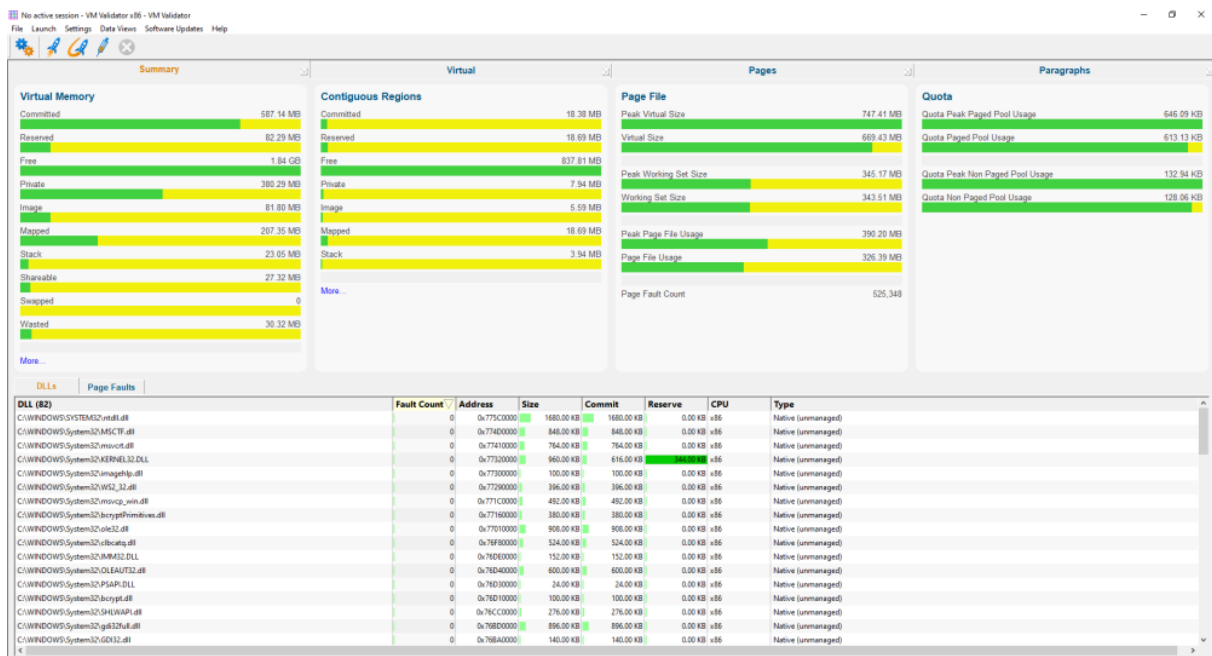 No active session - VM Validator x86 - VM Validator
File Launch Settings Data Views Software Updates Help
Summary Virtual Pages Paragraphs
Virtual Memory
Committed 587.14 MB
Reserved 82.29 MB
Free 1.84 GB
Private 380.29 MB
Image 81.80 MB
Mapped 207.35 MB
Stack 23.05 MB
Shareable 27.32 MB
Swapped 0
Wasted 30.32 MB
More...
Contiguous Regions
Committed 18.38 MB
Reserved 18.69 MB
Free 837.81 MB
Private 7.94 MB
Image 5.59 MB
Mapped 18.69 MB
Stack 3.94 MB
More...
Page File
Peak Virtual Size 747.41 MB
Virtual Size 669.43 MB
Peak Working Set Size 345.17 MB
Working Set Size 343.51 MB
Peak Page File Usage 390.20 MB
Page File Usage 326.39 MB
Page Fault Count 525,348
Quota
Quota Peak Paged Pool Usage 646.09 KB
Quota Paged Pool Usage 613.13 KB
Quota Peak Non Paged Pool Usage 132.94 KB
Quota Non Paged Pool Usage 128.06 KB
DLLs Page Faults
DLL (82) Fault Count Address Size Commit Reserve CPU Type
C:\WINDOWS\SYSTEM32\ntdll.dll 0 0x775C0000 1680.00 KB 1680.00 KB 0.00 KB x86 Native (unmanaged)
C:\WINDOWS\System32\MSCTF.dll 0 0x774D0000 848.00 KB 848.00 KB 0.00 KB x86 Native (unmanaged)
C:\WINDOWS\System32\msvcrt.dll 0 0x77410000 764.00 KB 764.00 KB 0.00 KB x86 Native (unmanaged)
C:\WINDOWS\System32\KERNEL32.DLL 0 0x77320000 960.00 KB 616.00 KB 344.00 KB x86 Native (unmanaged)
C:\WINDOWS\System32\imagehlp.dll 0 0x77300000 100.00 KB 100.00 KB 0.00 KB x86 Native (unmanaged)
C:\WINDOWS\System32\WS2_32.dll 0 0x77290000 396.00 KB 396.00 KB 0.00 KB x86 Native (unmanaged)
C:\WINDOWS\System32\msvcp_win.dll 0 0x771C0000 492.00 KB 492.00 KB 0.00 KB x86 Native (unmanaged)
C:\WINDOWS\System32\bcryptPrimitives.dll 0 0x77160000 380.00 KB 380.00 KB 0.00 KB x86 Native (unmanaged)
C:\WINDOWS\System32\ole32.dll 0 0x77010000 908.00 KB 908.00 KB 0.00 KB x86 Native (unmanaged)
C:\WINDOWS\System32\clbcatq.dll 0 0x76F80000 524.00 KB 524.00 KB 0.00 KB x86 Native (unmanaged)
C:\WINDOWS\System32\IMM32.DLL 0 0x76DE0000 152.00 KB 152.00 KB 0.00 KB x86 Native (unmanaged)
C:\WINDOWS\System32\OLEAUT32.dll 0 0x76D40000 600.00 KB 600.00 KB 0.00 KB x86 Native (unmanaged)
C:\WINDOWS\System32\PSAPI.DLL 0 0x76D30000 24.00 KB 24.00 KB 0.00 KB x86 Native (unmanaged)
C:\WINDOWS\System32\bcrypt.dll 0 0x76D10000 100.00 KB 100.00 KB 0.00 KB x86 Native (unmanaged)
C:\WINDOWS\System32\SHLWAPI.dll 0 0x76CC0000 276.00 KB 276.00 KB 0.00 KB x86 Native (unmanaged)
C:\WINDOWS\System32\gdi32full.dll 0 0x76BD0000 896.00 KB 896.00 KB 0.00 KB x86 Native (unmanaged)
C:\WINDOWS\System32\GDI32.dll 0 0x76BA0000 140.00 KB 140.00 KB 0.00 KB x86 Native (unmanaged)